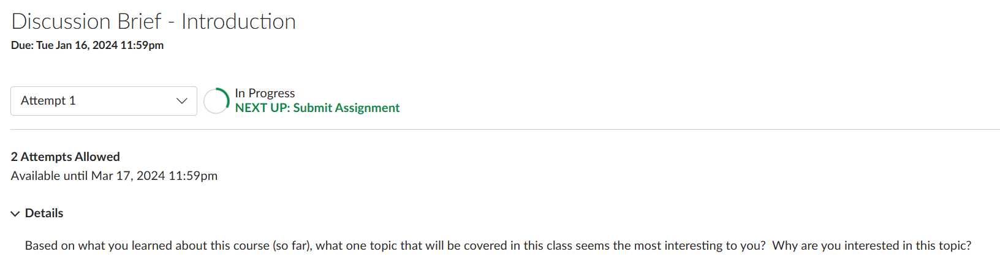 Discussion Brief - Introduction
Due: Tue Jan 16, 2024 11:59pm
Attempt 1
In Progress
NEXT UP: Submit Assignment
2 Attempts Allowed
Available until Mar 17, 2024 11:59pm
Details
Based on what you learned about this course (so far), what one topic that will be covered in this class seems the most interesting to you?  Why are you interested in this topic?